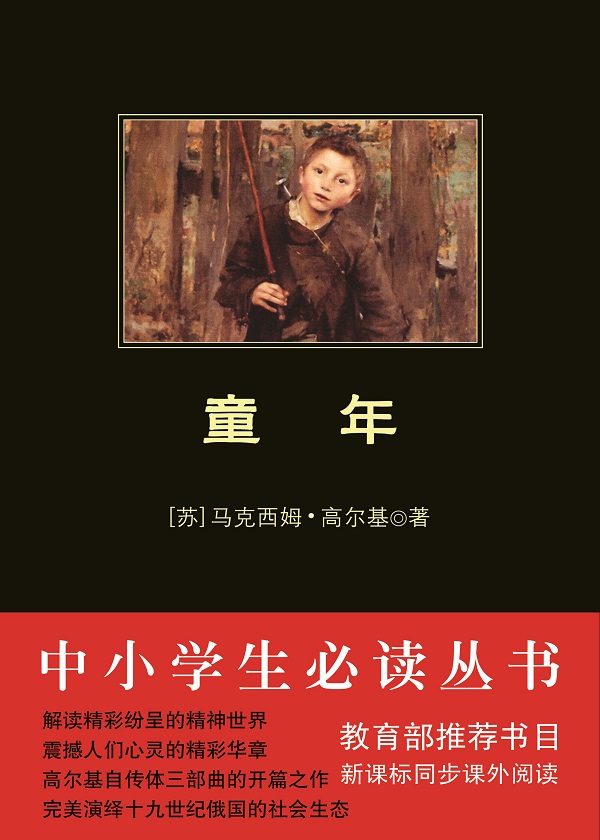 童 年
[苏]马克西姆·高尔基◎著
中小学生必读丛书
解读精彩纷呈的精神世界
震撼人们心灵的精彩华章
高尔基自传体三部曲的开篇之作
完美演绎十九世纪俄国的社会生态
教育部推荐书目
新课标同步课外阅读